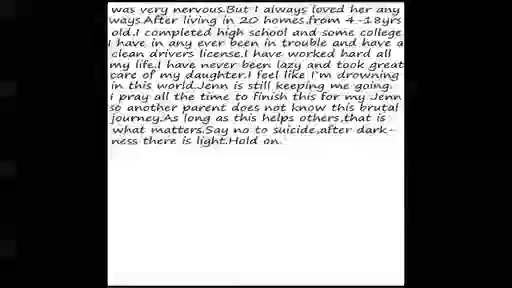 was very nervous.But I always loved her any
ways.After living in 20 homes.from 4-18yrs
old.I completed high school and some college
I have in any ever been in trouble and have a
clean drivers license.I have worked hard all
my life.I have never been lazy and took great
care of my daughter.I feel like I'm drowning
in this world.Jenn is still keeping me going.
i pray all the time to finish this for my Jenn
so another parent does not know this brutal
journey.As long as this helps others,that is
what matters.Say no to suicide,after dark-
ness there is light.Hold on.